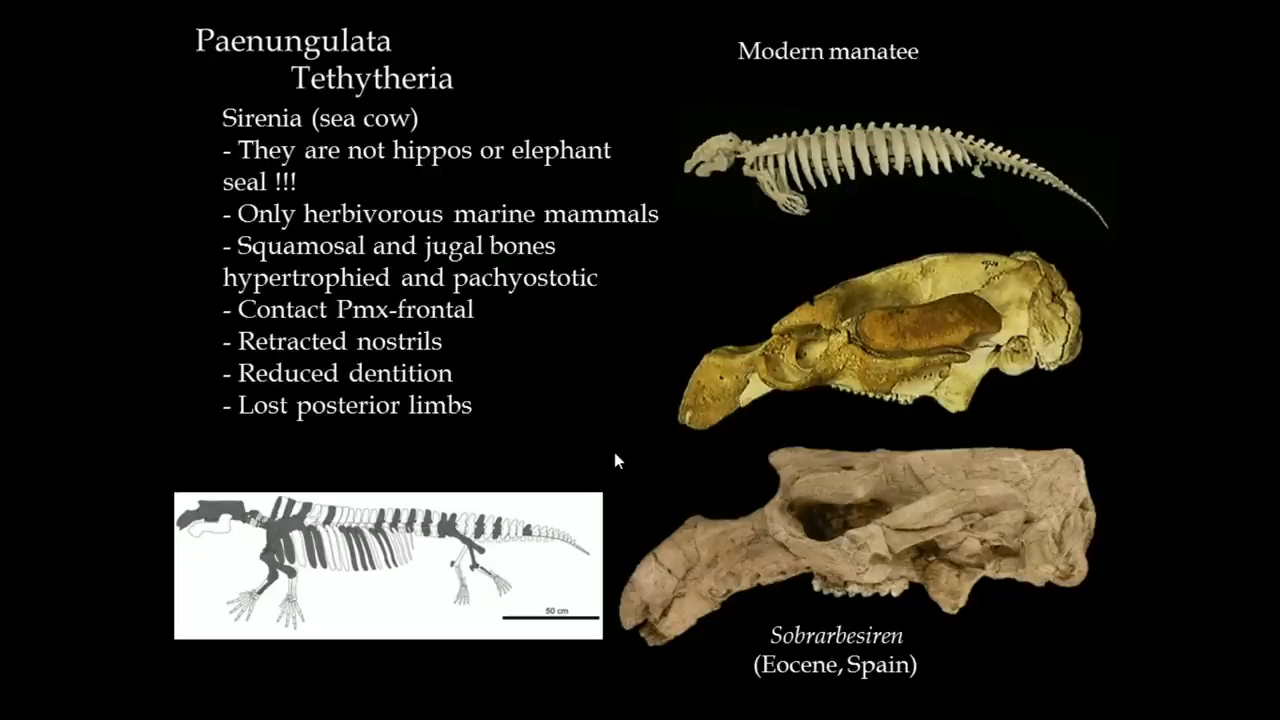 Paenungulata
Tethytheria
Sirenia (sea cow)
- They are not hippos or elephant
seal !!!
- Only herbivorous marine mammals
- Squamosal and jugal bones
hypertrophied and pachyostotic
- Contact Pmx-frontal
- Retracted nostrils
- Reduced dentition
- Lost posterior limbs
Modern manatee
50 cm
Sobrarbesiren
(Eocene, Spain)